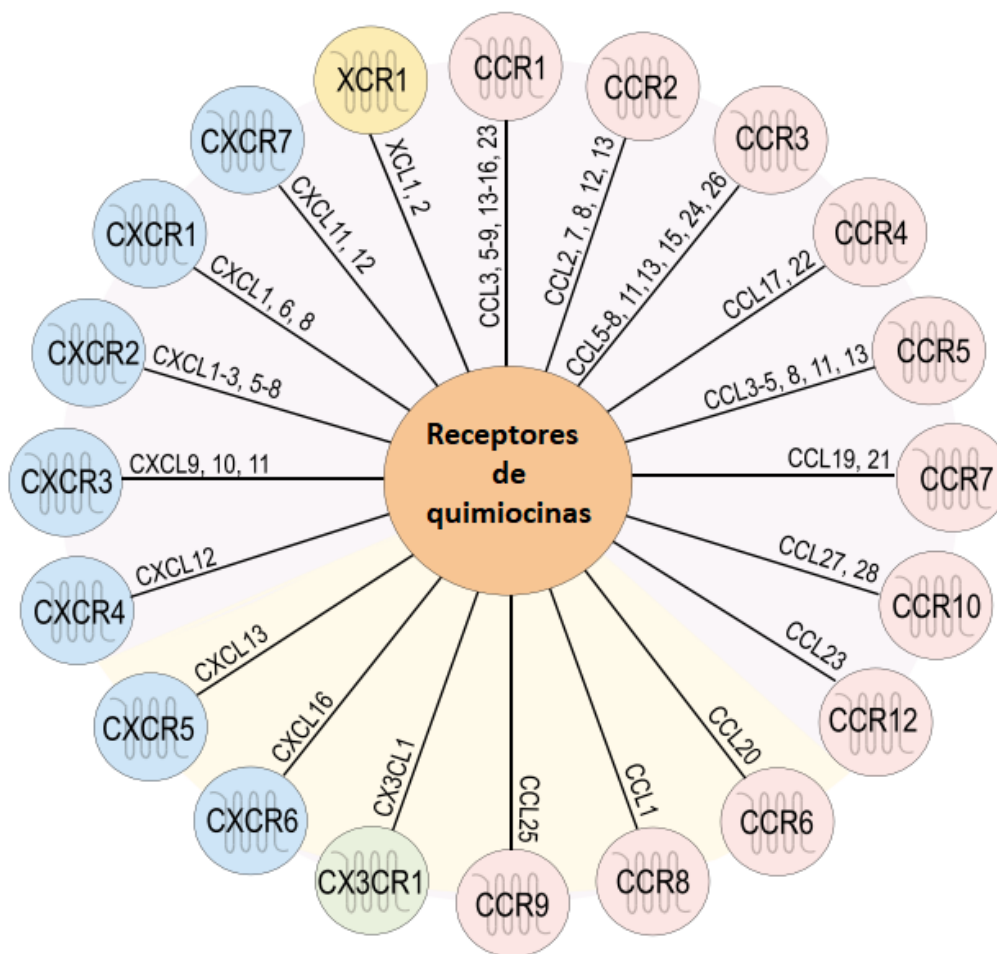 Receptores
de
quimiocinas
CCR1
CCL3, 5-9, 13-16, 23
CCR2
CCL2, 7, 8, 12, 13
CCR3
CCL5-8, 11,13, 15, 24, 26
CCR4
CCL17, 22
CCR5
CCL3-5, 8, 11, 13
CCR7
CCL19, 21
CCR10
CCL27, 28
CCR12
CCL23
CCR6
CCL20
CCR8
CCL1
CCR9
CCL25
CX3CR1
CX3CL1
CXCR6
CXCL16
CXCR5
CXCL13
CXCR4
CXCL12
CXCR3
CXCL9, 10, 11
CXCR2
CXCL1-3, 5-8
CXCR1
CXCL1, 6, 8
CXCR7
CXCL11, 12
XCR1
XCL1, 2